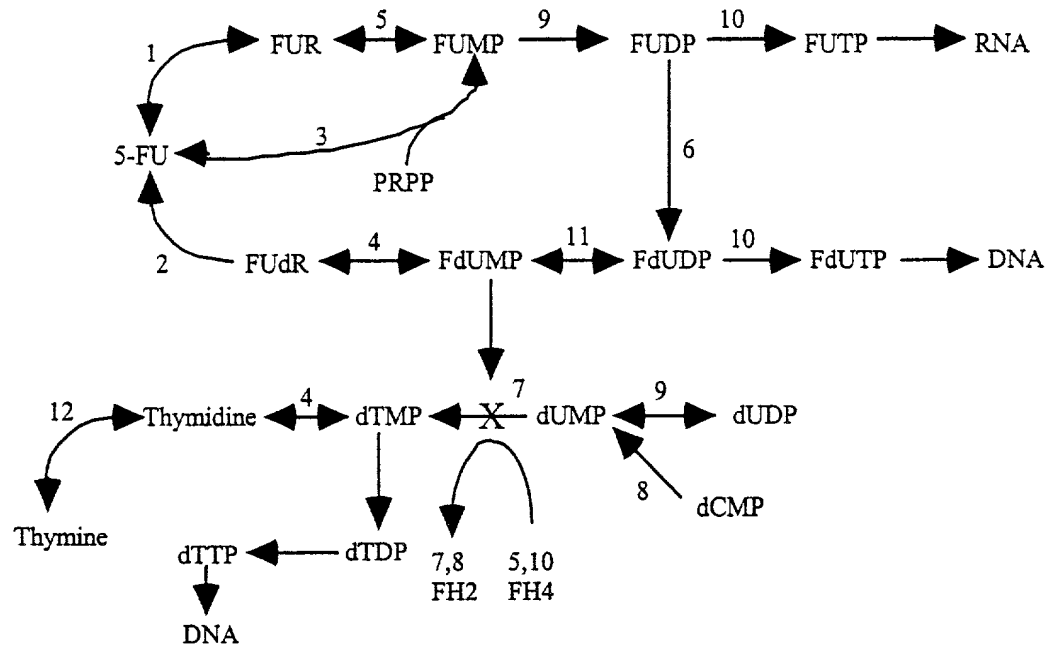 5 9 10
1 FUR FUMP FUDP FUTP RNA
3
5-FU 6
PRPP
4 11 10
2 FUdR FdUMP FdUDP FdUTP DNA
12 4 7 9
Thymidine dTMP X dUMP dUDP
8 dCMP
Thymine
dTTP dTDP 7,8 5,10
FH2 FH4
DNA